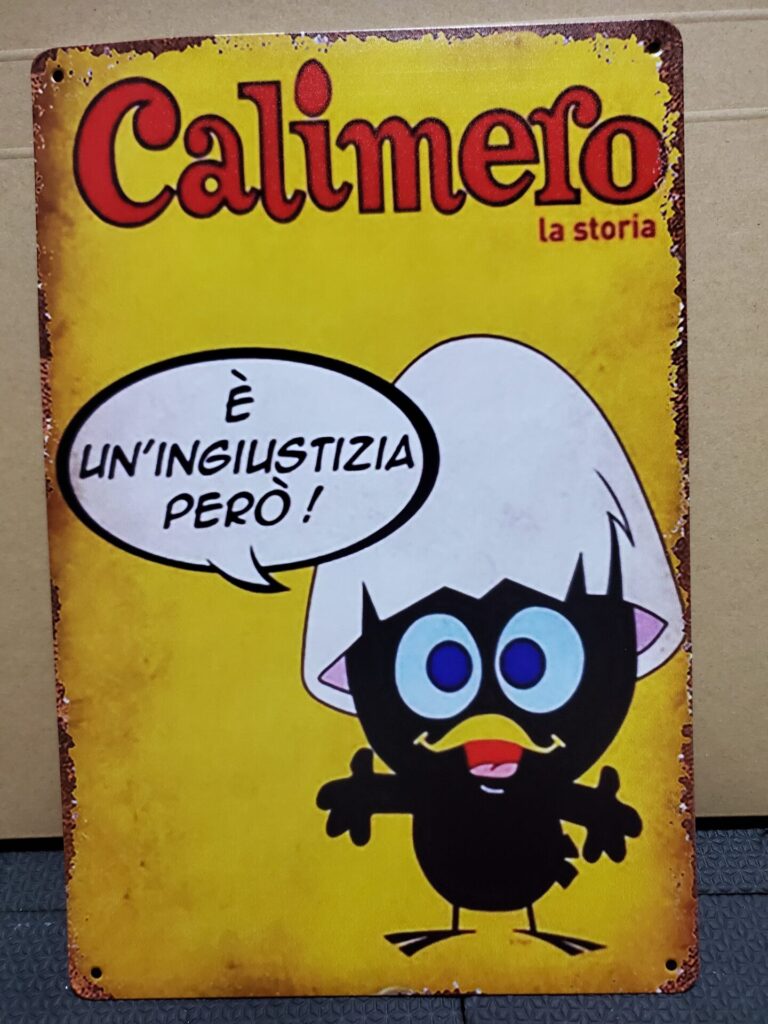 Calimero
la storia
È
UN'INGIUSTIZIA
PERÒ!